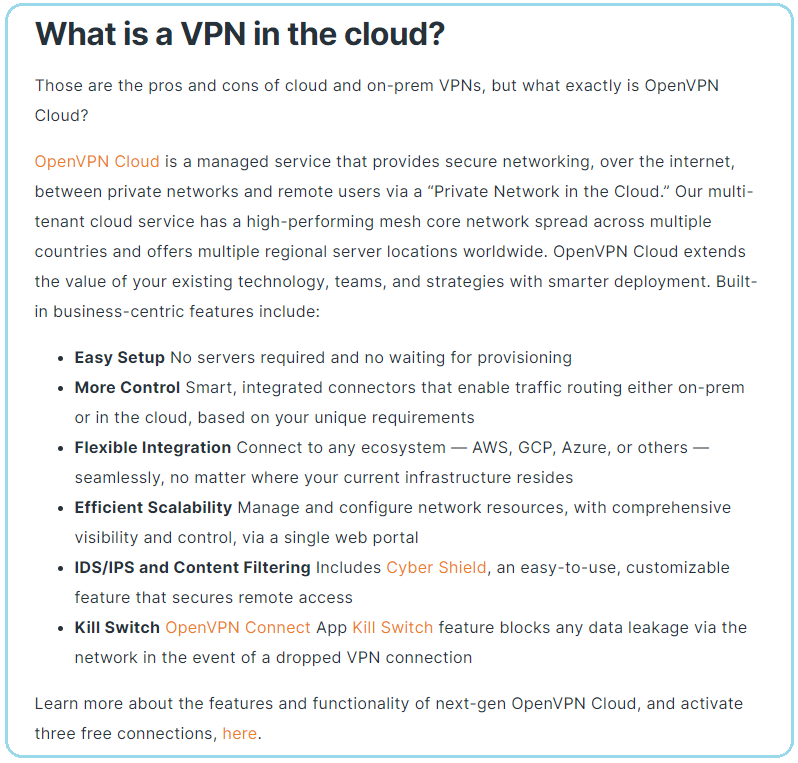 What is a VPN in the cloud?
Those are the pros and cons of cloud and on-prem VPNs, but what exactly is OpenVPN
Cloud?
OpenVPN Cloud is a managed service that provides secure networking, over the internet,
between private networks and remote users via a “Private Network in the Cloud.” Our multi-
tenant cloud service has a high-performing mesh core network spread across multiple
countries and offers multiple regional server locations worldwide. OpenVPN Cloud extends
the value of your existing technology, teams, and strategies with smarter deployment. Built-
in business-centric features include:
• Easy Setup No servers required and no waiting for provisioning
• More Control Smart, integrated connectors that enable traffic routing either on-prem
or in the cloud, based on your unique requirements
• Flexible Integration Connect to any ecosystem — AWS, GCP, Azure, or others —
seamlessly, no matter where your current infrastructure resides
• Efficient Scalability Manage and configure network resources, with comprehensive
visibility and control, via a single web portal
• IDS/IPS and Content Filtering Includes Cyber Shield, an easy-to-use, customizable
feature that secures remote access
• Kill Switch OpenVPN Connect App Kill Switch feature blocks any data leakage via the
network in the event of a dropped VPN connection
Learn more about the features and functionality of next-gen OpenVPN Cloud, and activate
three free connections, here.